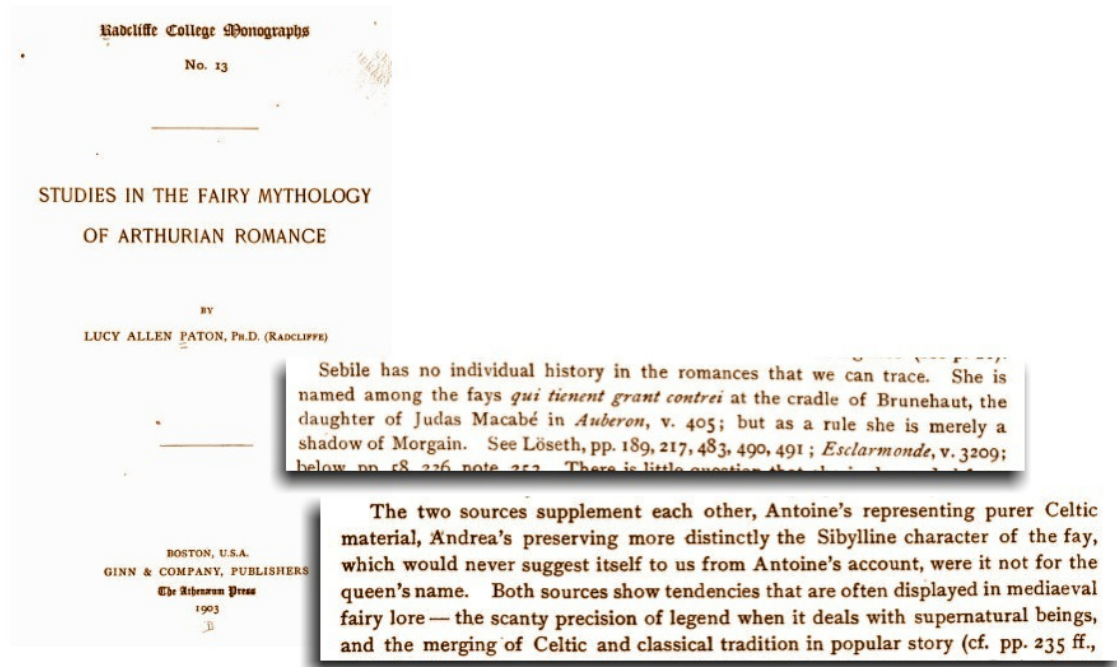 Radcliffe College Monographs
No. 13
STUDIES IN THE FAIRY MYTHOLOGY
OF ARTHURIAN ROMANCE
BY
LUCY ALLEN PATON, PH.D. (RADCLIFFE)
BOSTON, U.S.A.
GINN & COMPANY, PUBLISHERS
The Athenæum Press
1903
Sebile has no individual history in the romances that we can trace. She is
named among the fays qui tienent grant contrei at the cradle of Brunehaut, the
daughter of Judas Macabé in Auberon, v. 405; but as a rule she is merely a
shadow of Morgain. See Löseth, pp. 189, 217, 483, 490, 491 ; Esclarmonde, v. 3209;
The two sources supplement each other, Antoine's representing purer Celtic
material, Andrea's preserving more distinctly the Sibylline character of the fay,
which would never suggest itself to us from Antoine's account, were it not for the
queen's name. Both sources show tendencies that are often displayed in mediaeval
fairy lore — the scanty precision of legend when it deals with supernatural beings,
and the merging of Celtic and classical tradition in popular story (cf. pp. 235 ff.,